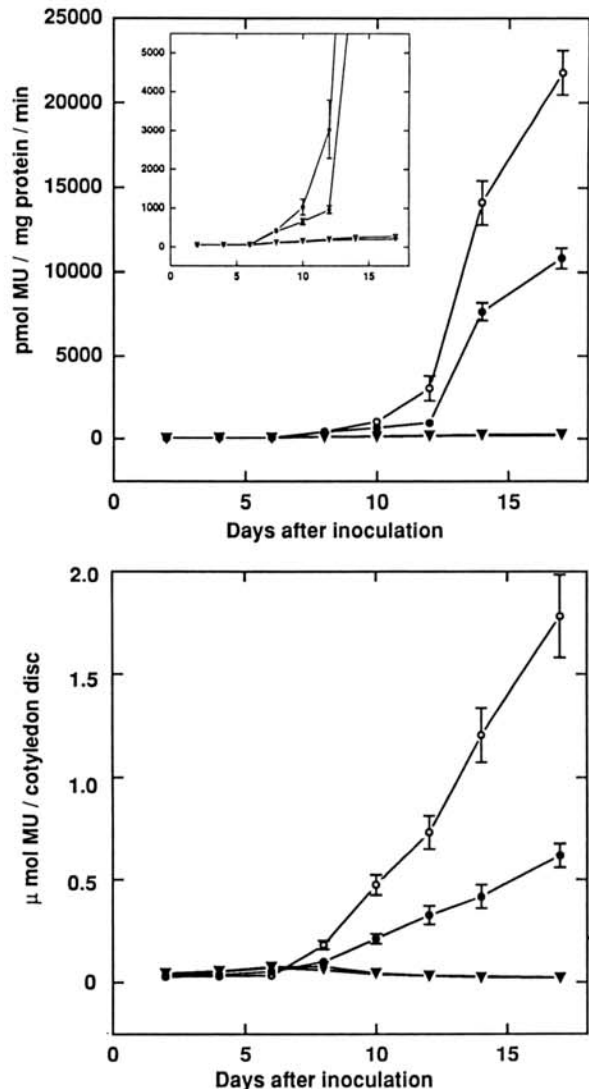 25000
20000
15000
10000
5000
0
pmol MU / mg protein / min
5000
4000
3000
2000
1000
0
0 5 10 15
0 5 10 15
Days after inoculation
2.0
1.5
1.0
0.5
0
μ mol MU / cotyledon disc
0 5 10 15
Days after inoculation